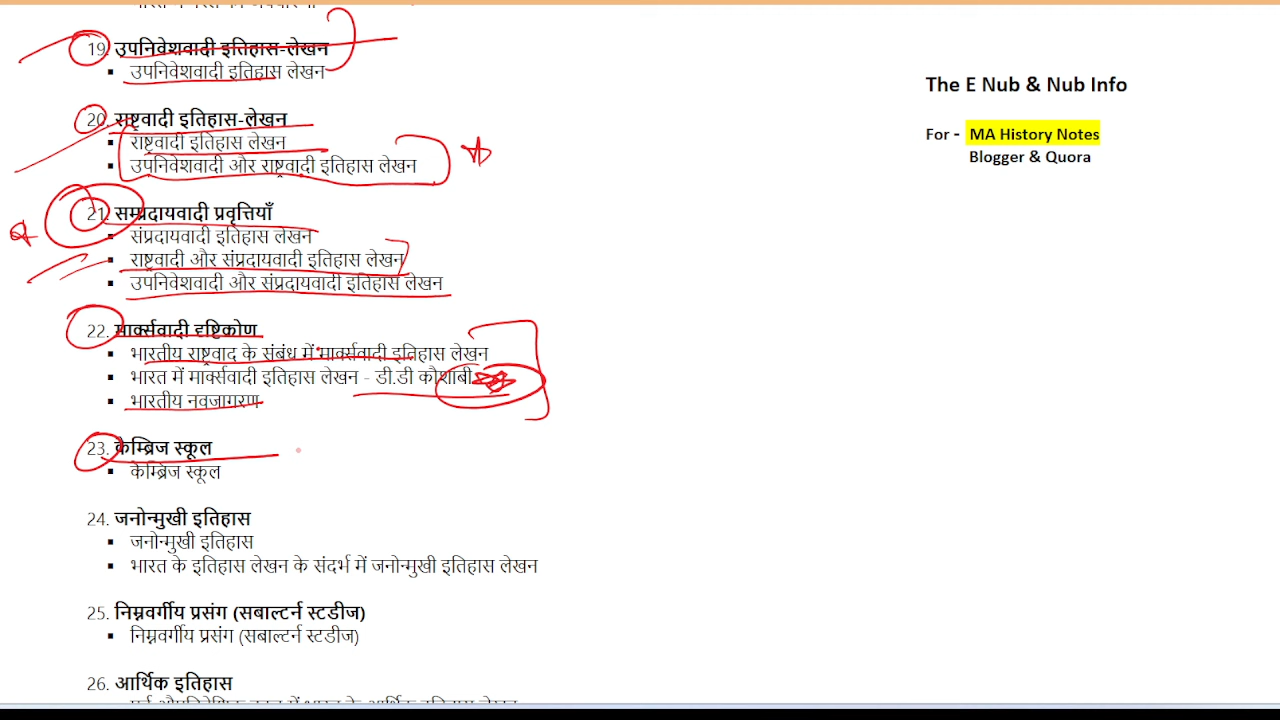 19. उपनिवेशवादी इतिहास-लेखन
▪ उपनिवेशवादी इतिहास लेखन
20. राष्ट्रवादी इतिहास-लेखन
▪ राष्ट्रवादी इतिहास लेखन
▪ उपनिवेशवादी और राष्ट्रवादी इतिहास लेखन
21. सम्प्रदायवादी प्रवृत्तियाँ
▪ संप्रदायवादी इतिहास लेखन
▪ राष्ट्रवादी और संप्रदायवादी इतिहास लेखन
▪ उपनिवेशवादी और संप्रदायवादी इतिहास लेखन
22. मार्क्सवादी दृष्टिकोण
▪ भारतीय राष्ट्रवाद के संबंध में मार्क्सवादी इतिहास लेखन
▪ भारत में मार्क्सवादी इतिहास लेखन - डी.डी कौशाबी
▪ भारतीय नवजागरण
23. केम्ब्रिज स्कूल
▪ केम्ब्रिज स्कूल
24. जनोन्मुखी इतिहास
▪ जनोन्मुखी इतिहास
▪ भारत के इतिहास लेखन के संदर्भ में जनोन्मुखी इतिहास लेखन
25. निम्नवर्गीय प्रसंग (सबाल्टर्न स्टडीज)
▪ निम्नवर्गीय प्रसंग (सबाल्टर्न स्टडीज)
26. आर्थिक इतिहास
The E Nub & Nub Info
For - MA History Notes
Blogger & Quora